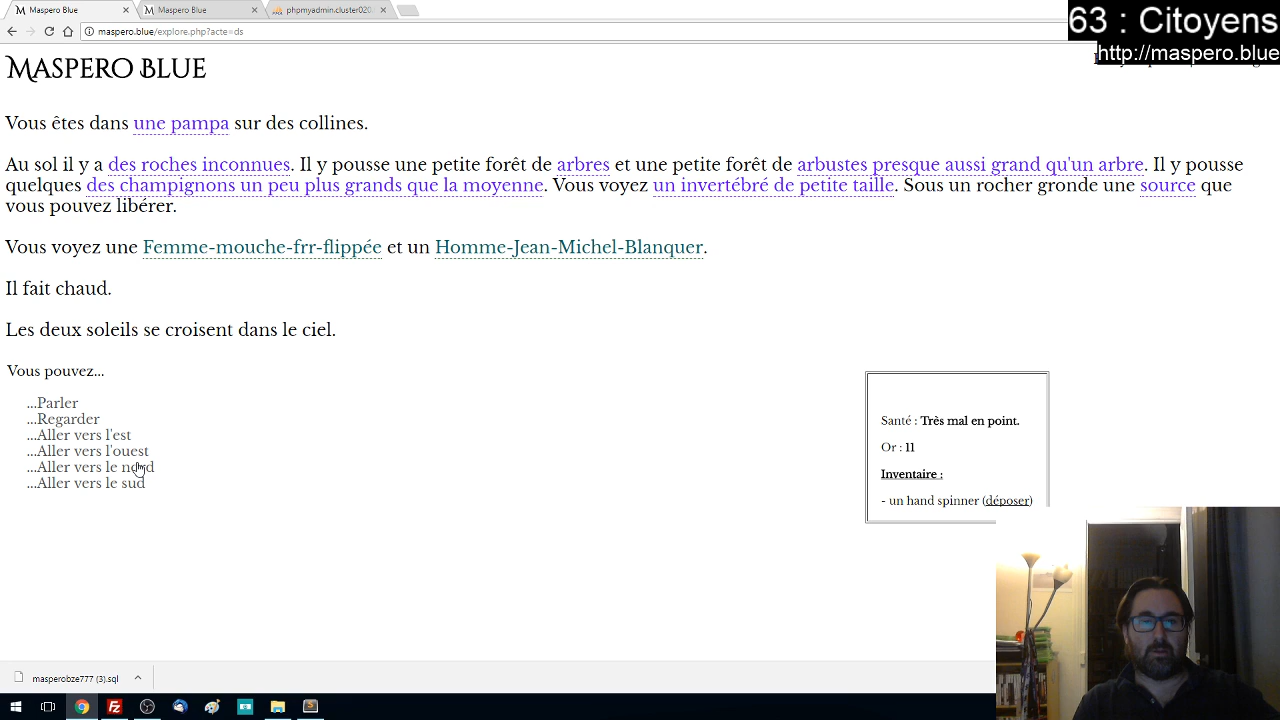 Maspero Blue
Maspero Blue
phpmyadmin.cluster020.
63 : Citoyens
maspero.blue/explore.php?acte=ds
http://maspero.blue
Maspero Blue
Vous êtes dans une pampa sur des collines.
Au sol il y a des roches inconnues. Il y pousse une petite forêt de arbres et une petite forêt de arbustes presque aussi grand qu'un arbre. Il y pousse
quelques des champignons un peu plus grands que la moyenne. Vous voyez un invertébré de petite taille. Sous un rocher gronde une source que
vous pouvez libérer.
Vous voyez une Femme-mouche-frr-flippée et un Homme-Jean-Michel-Blanquer.
Il fait chaud.
Les deux soleils se croisent dans le ciel.
Vous pouvez...
...Parler
...Regarder
...Aller vers l'est
...Aller vers l'ouest
...Aller vers le nord
...Aller vers le sud
Santé : Très mal en point.
Or : 11
Inventaire :
- un hand spinner (déposer)
masperobze777 (3).sql